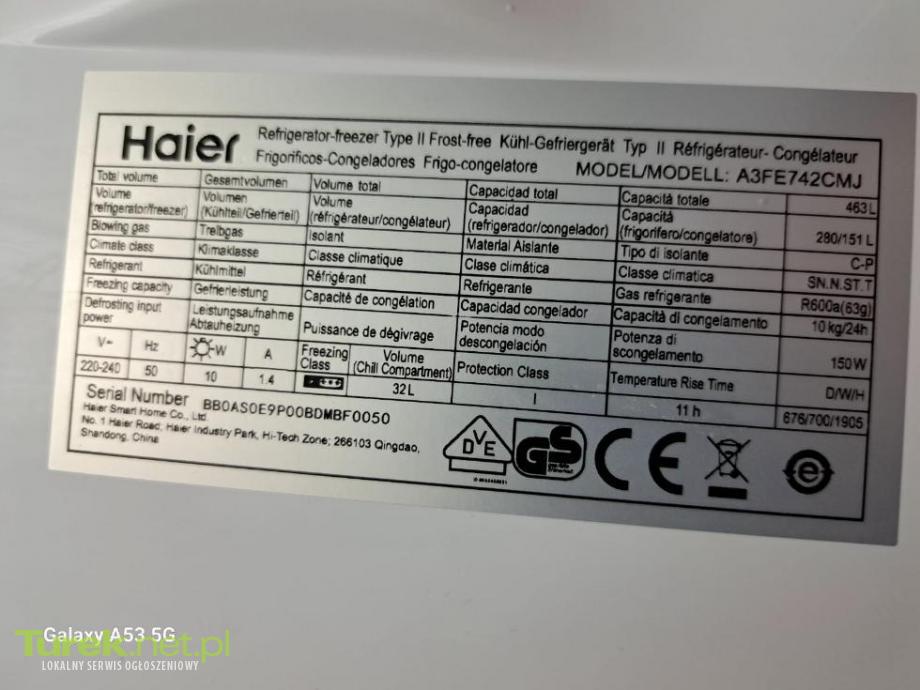 Haier
Refrigerator-freezer Type II Frost-free Kühl-Gefriergerät Typ II Réfrigérateur- Congélateur
Frigorificos-Congeladores Frigo-congelatore MODEL/MODELL: A3FE742CMJ
Total volume Gesamtvolumen Volume total Capacidad total Capacità totale 463L
Volume (refrigerator/freezer) Volumen (Kühlteil/Gefrierteil) Volume (réfrigérateur/congélateur) Capacidad (refrigerador/congelador) Capacità (frigorifero/congelatore) 280/151 L
Blowing gas Treibgas Isolant Material Aislante Tipo di isolante C-P
Climate class Klimaklasse Classe climatique Clase climática Classe climatica SN.N.ST.T
Refrigerant Kühlmittel Réfrigérant Refrigerante Gas refrigerante R600a(63g)
Freezing capacity Gefrierleistung Capacité de congélation Capacidad congelador Capacità di congelamento 10kg/24h
Defrosting input power Leistungsaufnahme Abtauheizung Puissance de dégivrage Potencia modo descongelación Potenza di scongelamento 150W
V~ Hz W A Freezing Class Volume (Chill Compartment) Protection Class Temperature Rise Time D/W/H
220-240 50 10 1.4 32L I 11 h 676/700/1905
Serial Number BB0AS0E9P00BDMBF0050
Haier Smart Home Co., Ltd.
No. 1 Haier Road, Haier Industry Park, Hi-Tech Zone; 266103 Qingdao,
Shandong, China
DVE
GS
CE
Galaxy A53 5G
Turek.net.pl
LOKALNY SERWIS OGŁOSZENIOWY